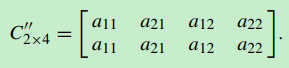 C''2×4 = [ a11 a21 a12 a22
a11 a21 a12 a22 ].